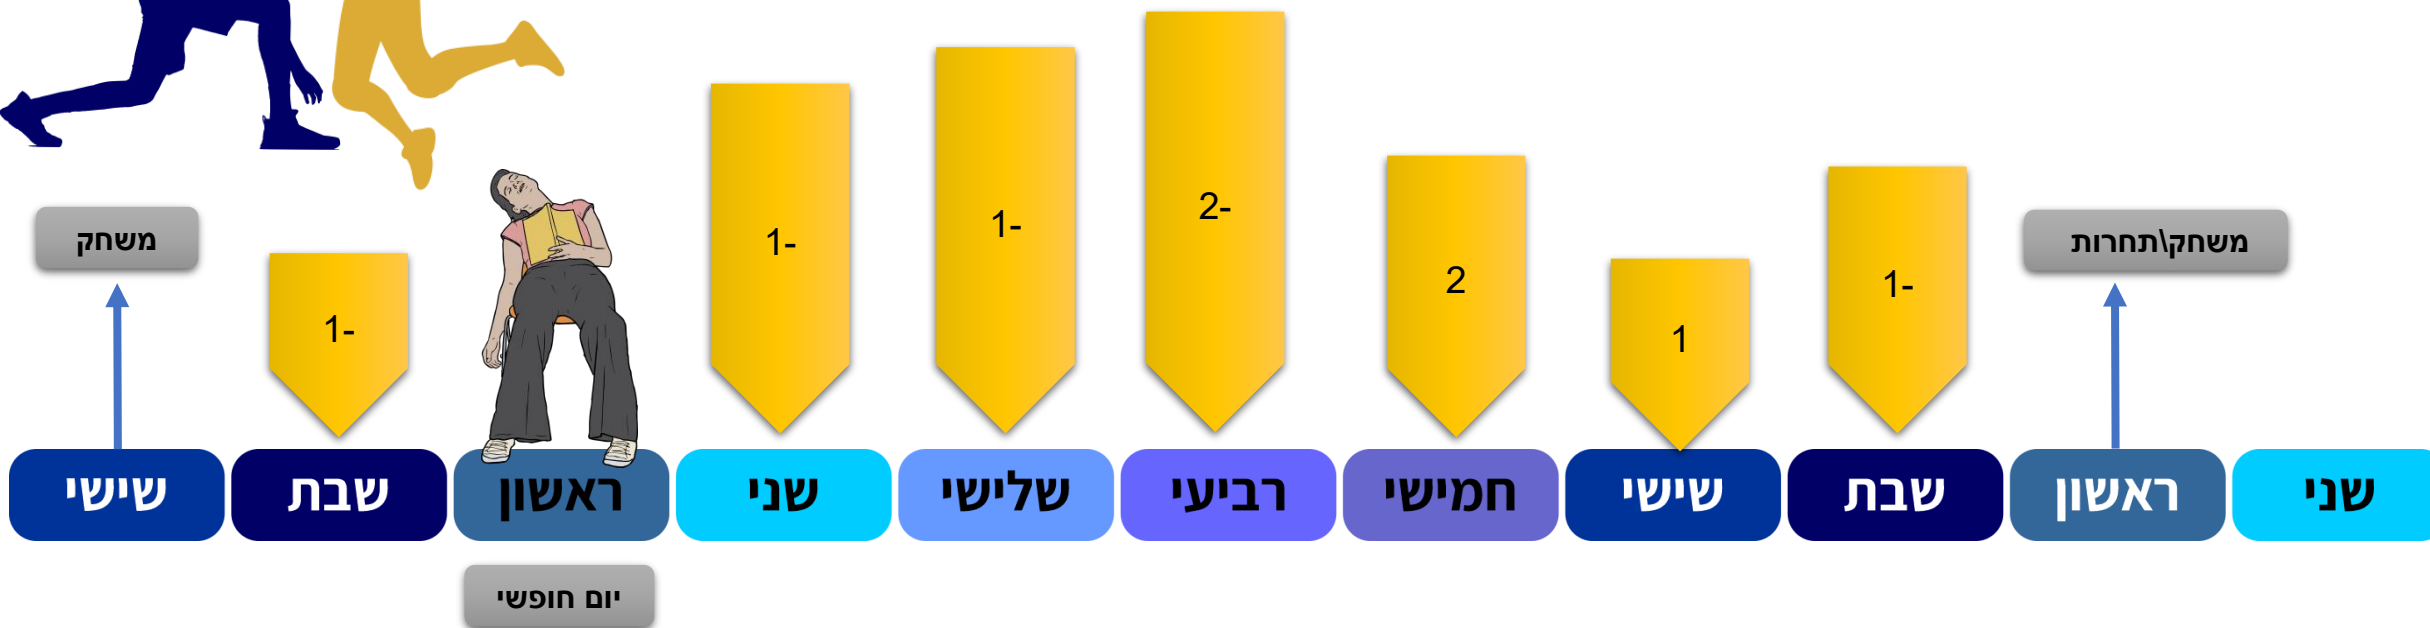 משחק
משחק\תחרות
1-
1-
1-
2-
2
1
1-
שישי
שבת
ראשון
שני
שלישי
רביעי
חמישי
שישי
שבת
ראשון
שני
יום חופשי